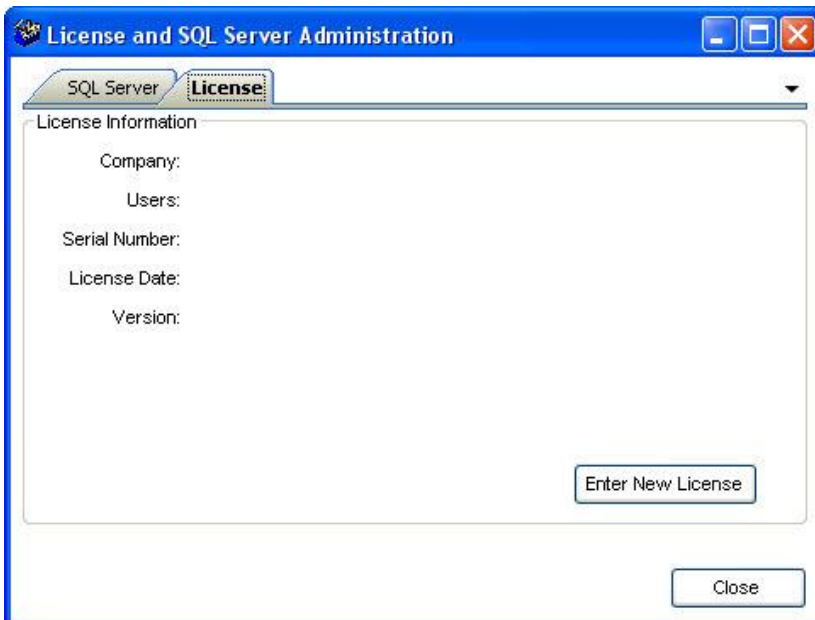 License and SQL Server Administration
SQL Server License
License Information
Company:
Users:
Serial Number:
License Date:
Version:
Enter New License
Close